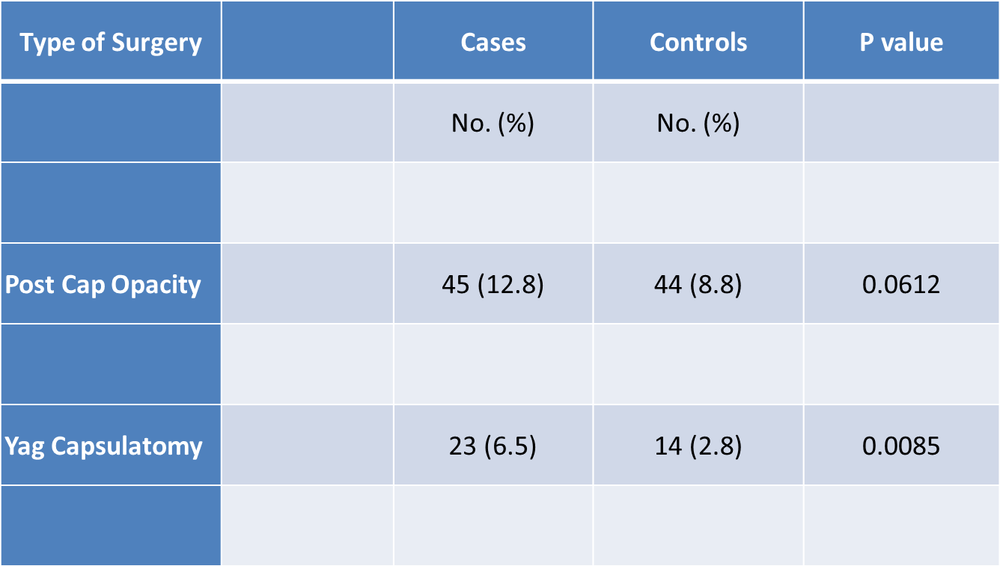 Type of Surgery Cases Controls P value
No. (%) No. (%)
Post Cap Opacity 45 (12.8) 44 (8.8) 0.0612
Yag Capsulatomy 23 (6.5) 14 (2.8) 0.0085